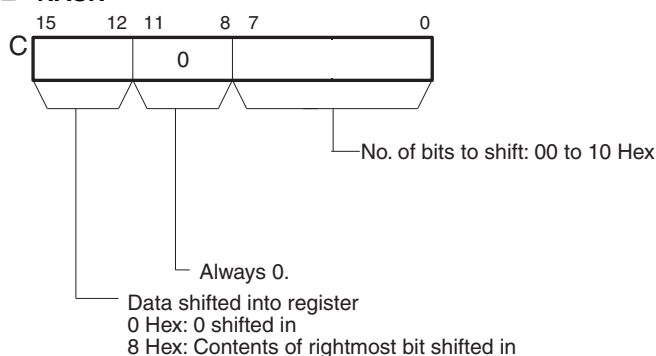 15 12 11 8 7 0
C
0
No. of bits to shift: 00 to 10 Hex
Always 0.
Data shifted into register
0 Hex: 0 shifted in
8 Hex: Contents of rightmost bit shifted in